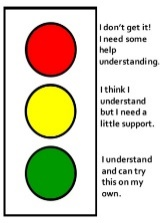 I don't get it!
I need some
help
understanding.
I think I
understand
but I need a
little support.
I understand
and can try
this on my
own.